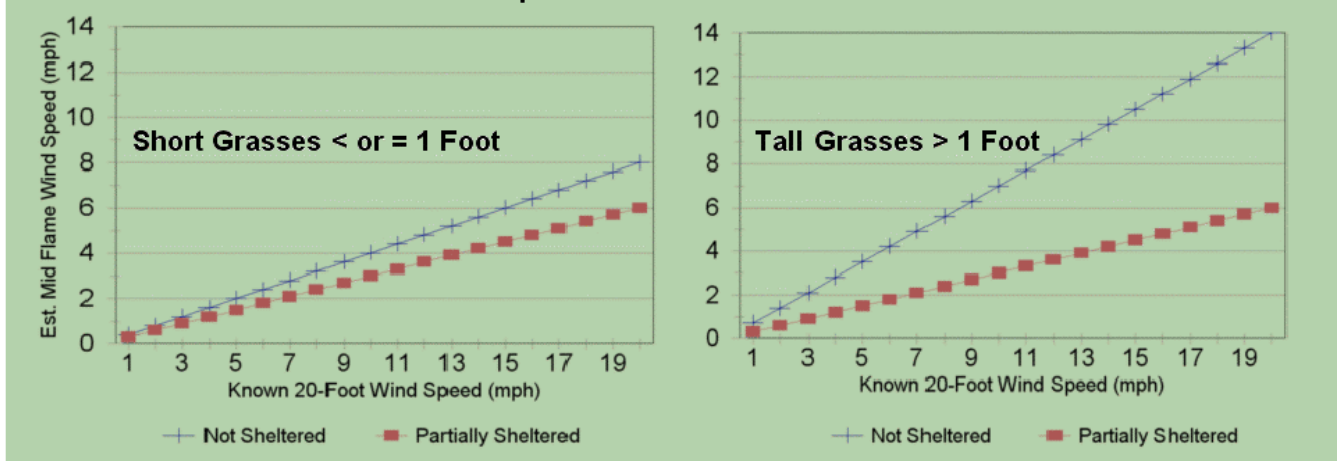 Est. Mid Flame Wind Speed (mph)
14
12
10
8
6
4
2
0
Short Grasses < or = 1 Foot
1 3 5 7 9 11 13 15 17 19
Known 20-Foot Wind Speed (mph)
Not Sheltered Partially Sheltered
14
12
10
8
6
4
2
0
Tall Grasses > 1 Foot
1 3 5 7 9 11 13 15 17 19
Known 20-Foot Wind Speed (mph)
Not Sheltered Partially Sheltered